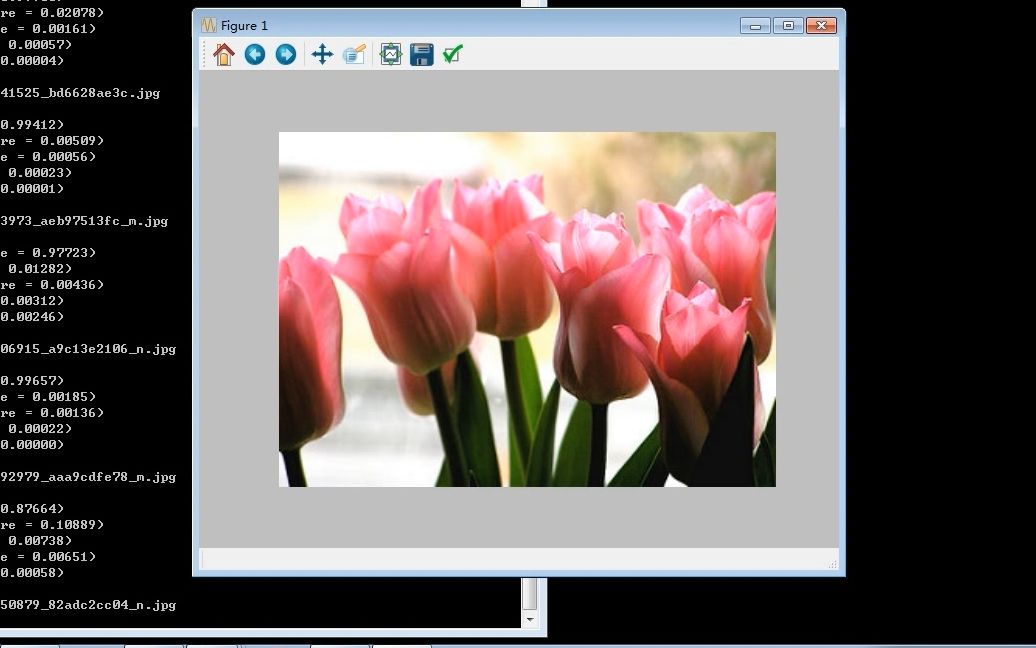 re = 0.02078)
e = 0.00161)
0.00057)
0.00004)
41525_bd6628ae3c.jpg
0.99412)
re = 0.00509)
e = 0.00056)
0.00023)
0.00001)
3973_aeb97513fc_m.jpg
e = 0.97723)
0.01282)
re = 0.00436)
0.00312)
0.00246)
06915_a9c13e2106_n.jpg
0.99657)
e = 0.00185)
re = 0.00136)
0.00022)
0.00000)
92979_aaa9cdfe78_m.jpg
0.87664)
re = 0.10889)
0.00738)
e = 0.00651)
0.00058)
50879_82adc2cc04_n.jpg
Figure 1